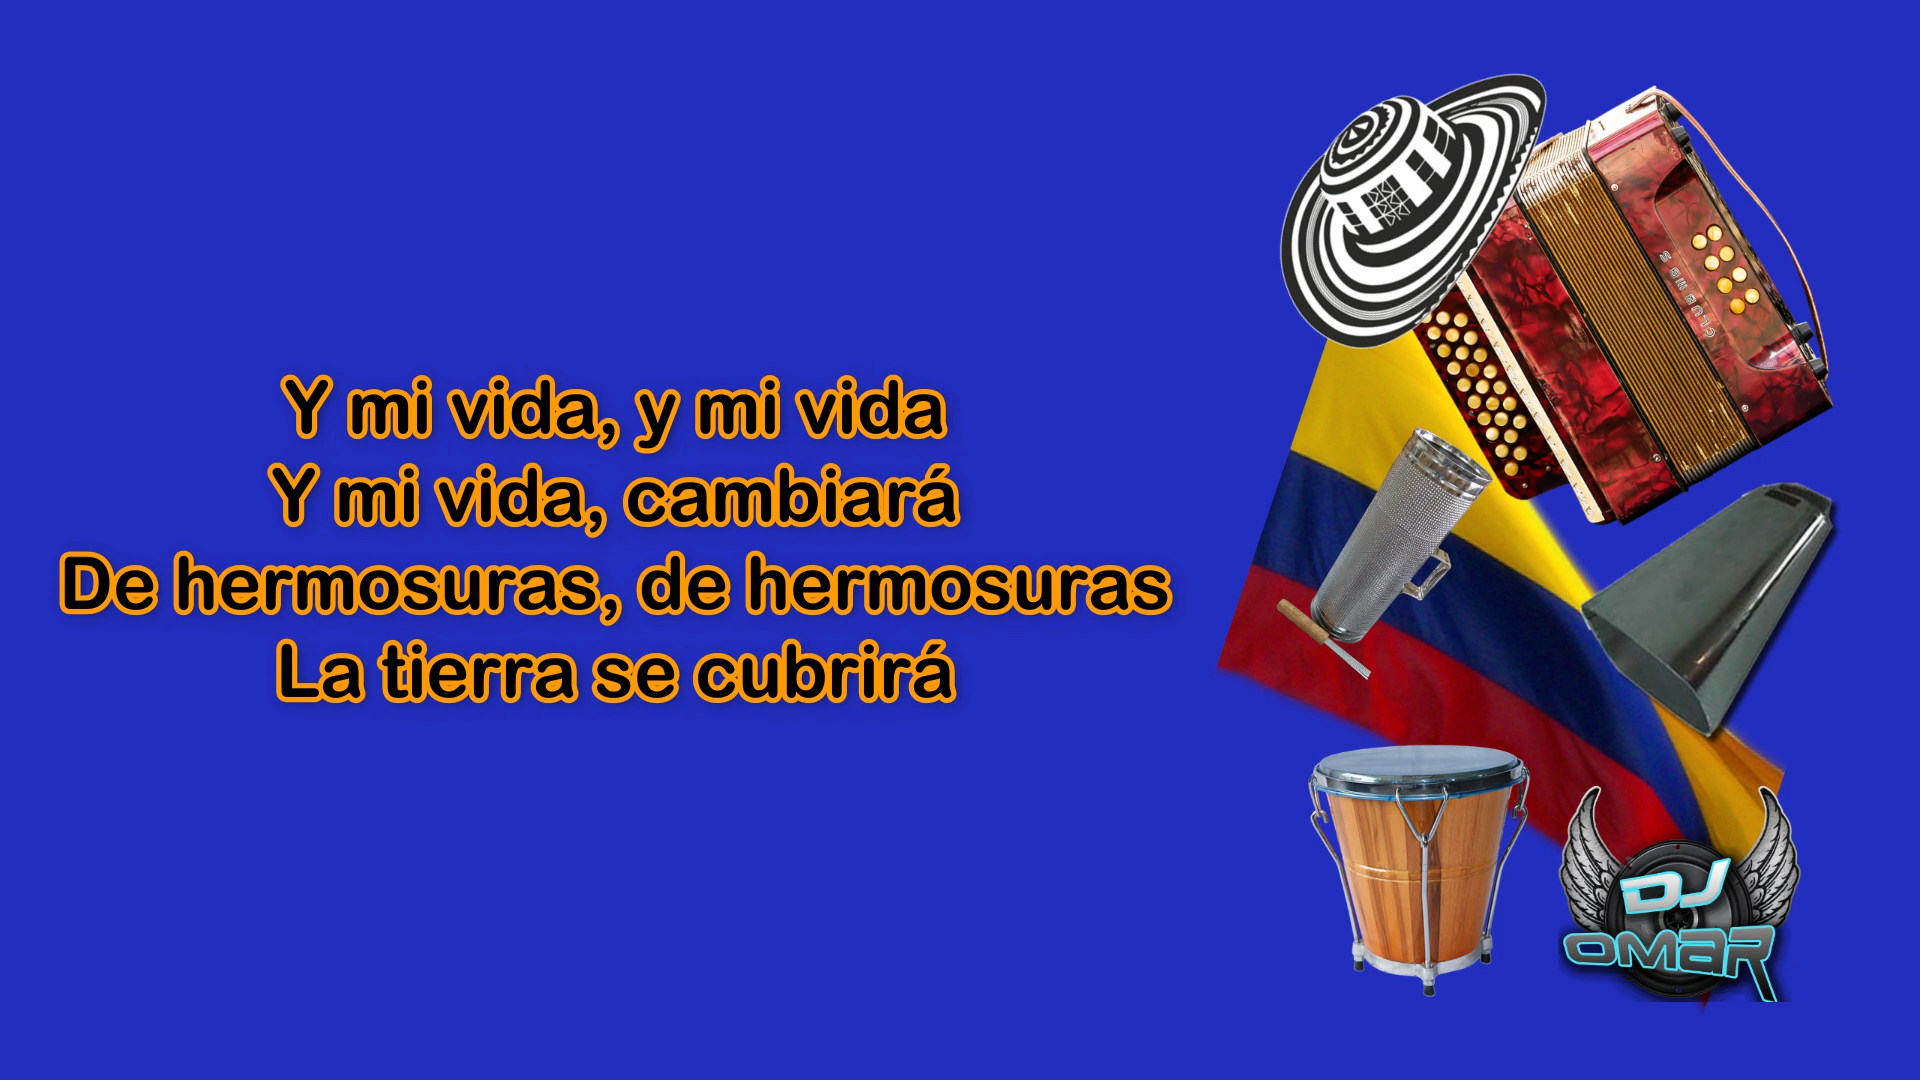 Y mi vida, y mi vida
Y mi vida, cambiará
De hermosuras, de hermosuras
La tierra se cubrirá
DJ
OMAR